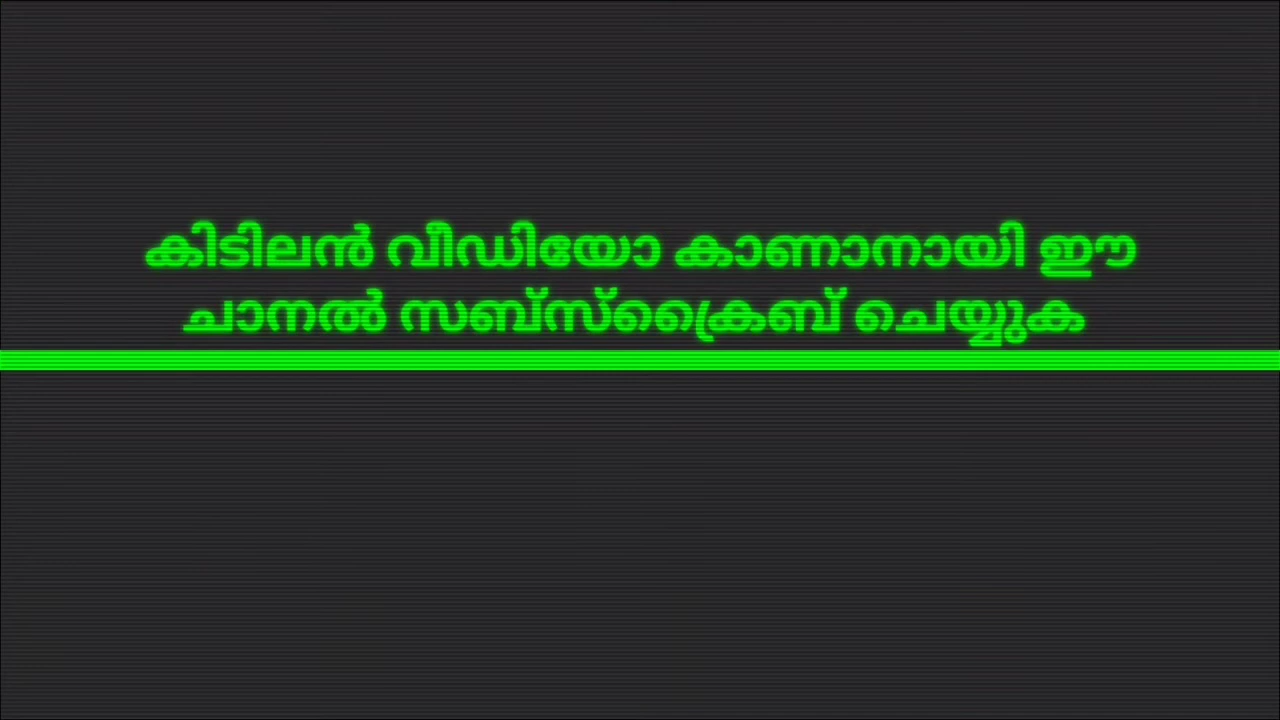 കിടിലൻ വീഡിയോ കാണാനായി ഈ
ചാനൽ സബ്സ്ക്രൈബ് ചെയ്യുക